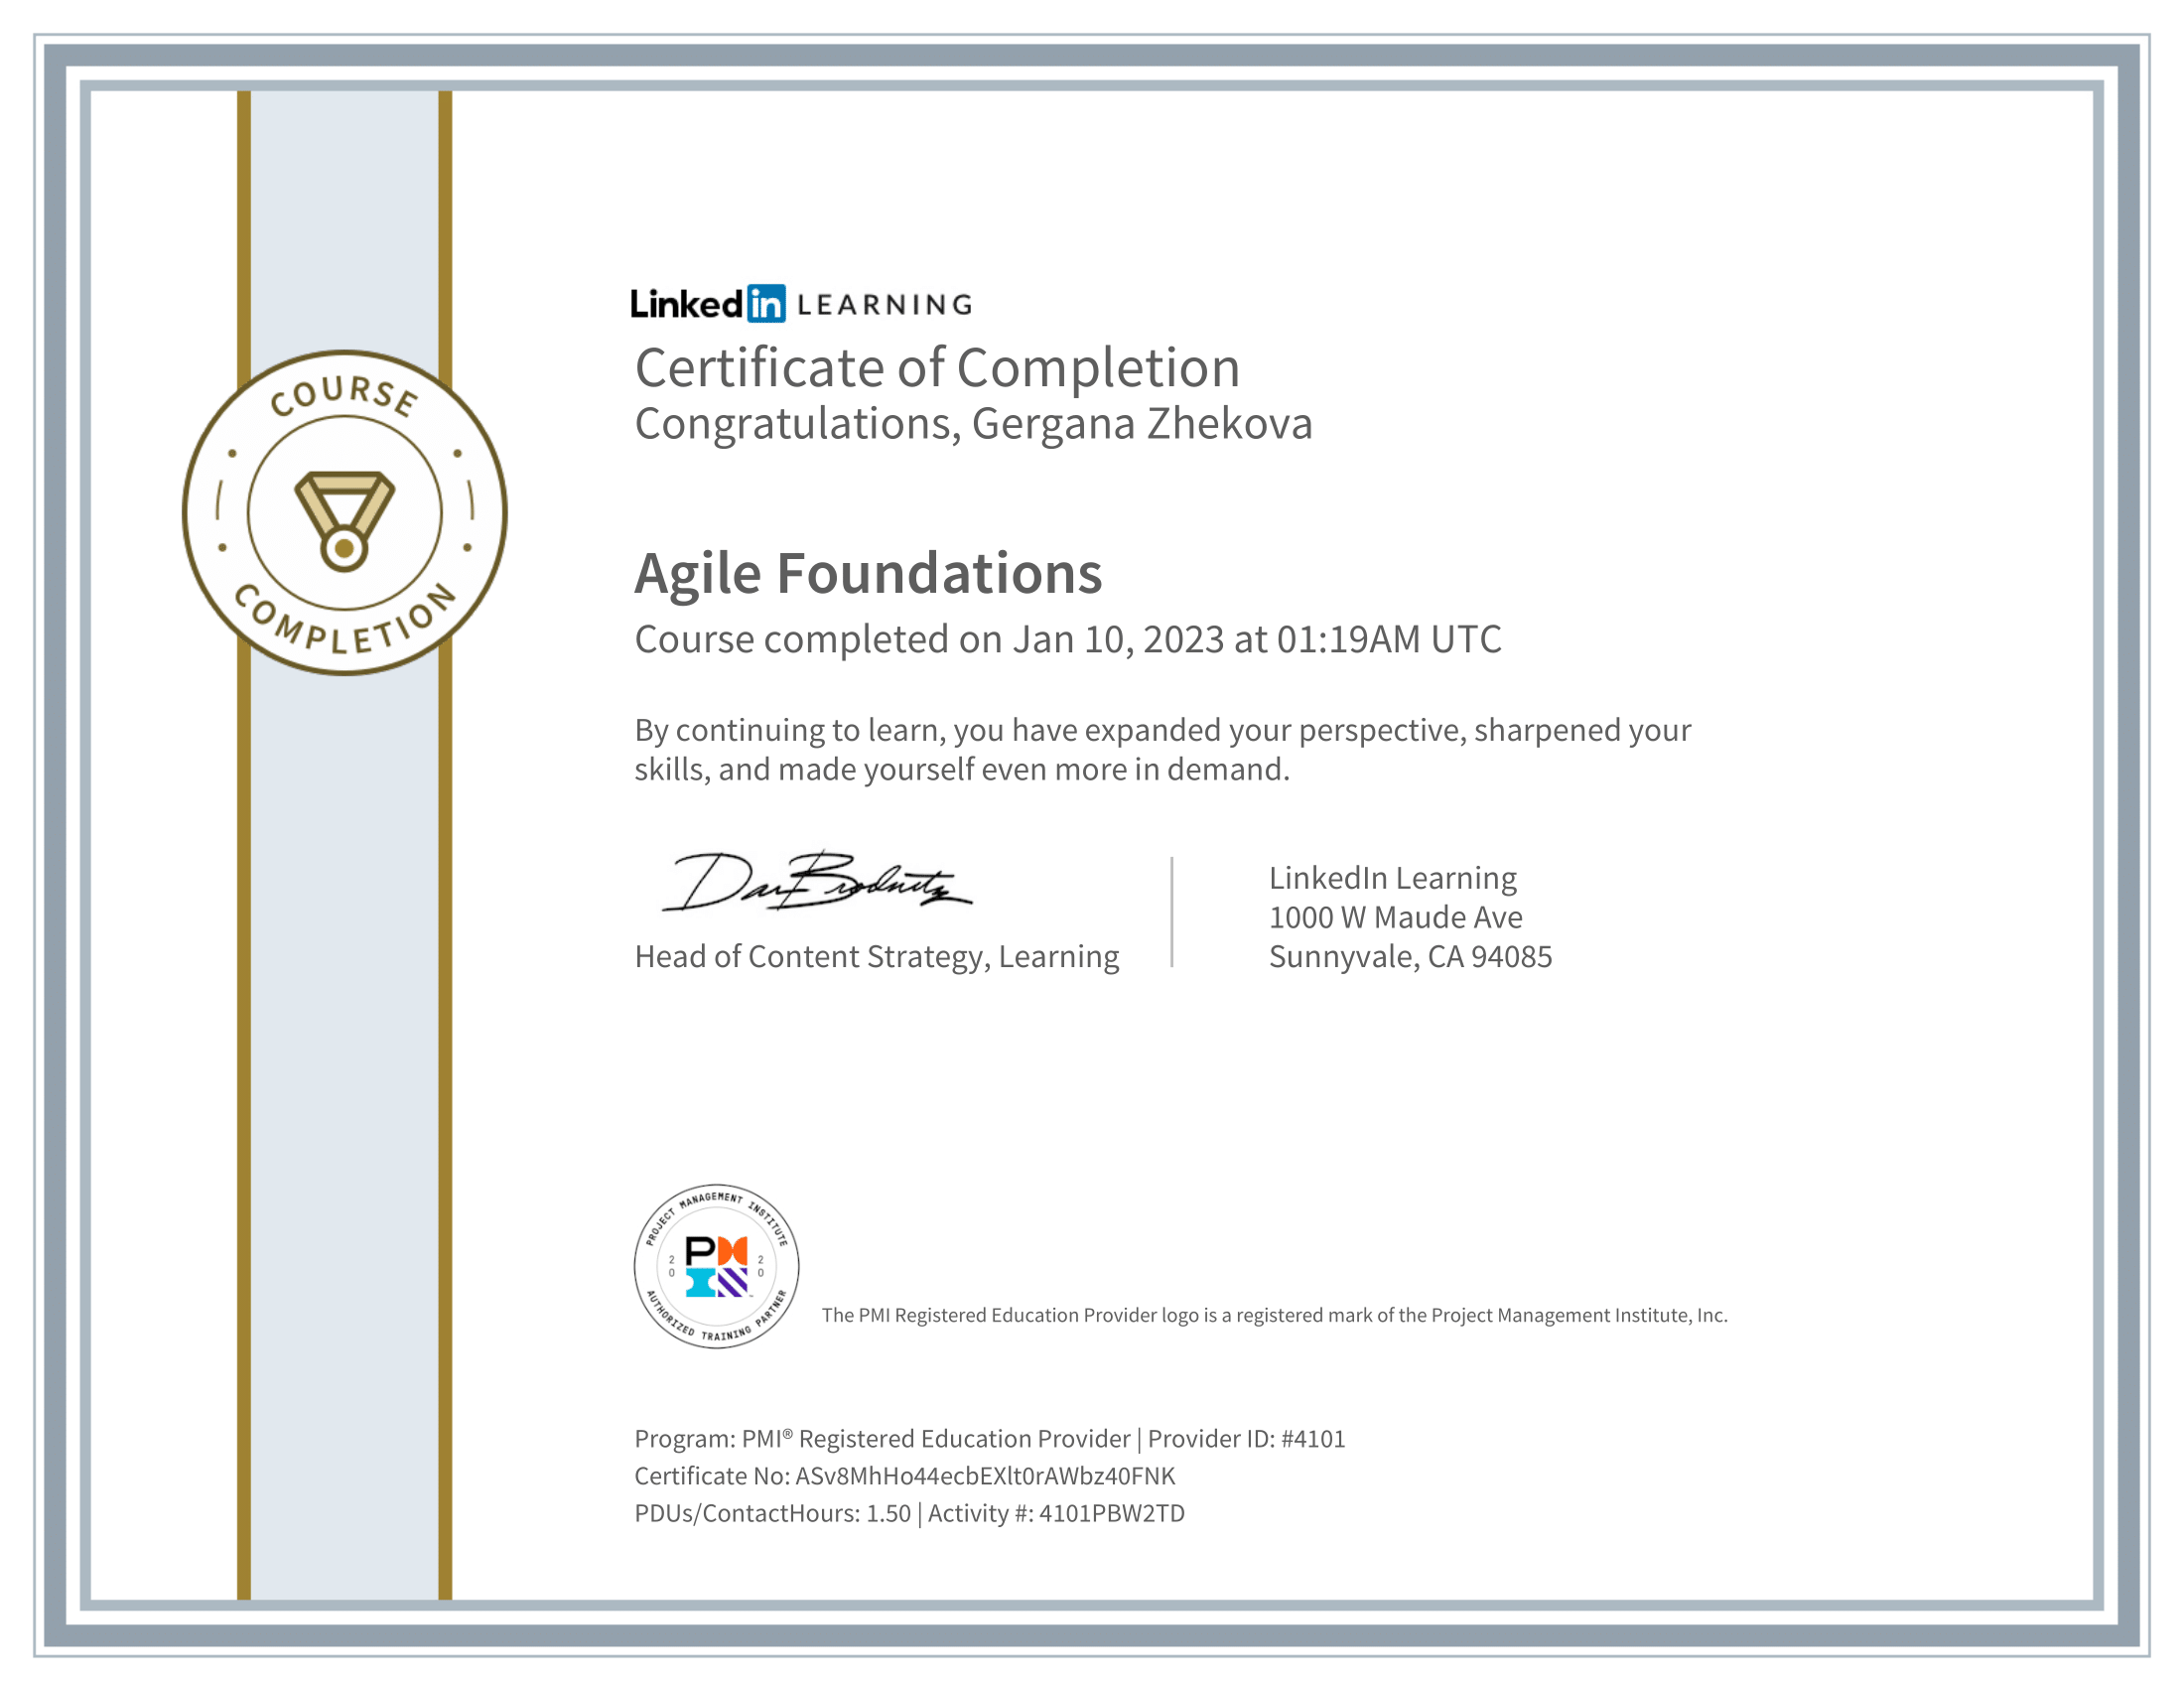 COURSE
COMPLETION
Linkedin LEARNING
Certificate of Completion
Congratulations, Gergana Zhekova
Agile Foundations
Course completed on Jan 10, 2023 at 01:19AM UTC
By continuing to learn, you have expanded your perspective, sharpened your
skills, and made yourself even more in demand.
Head of Content Strategy, Learning
LinkedIn Learning
1000 W Maude Ave
Sunnyvale, CA 94085
PROJECT MANAGEMENT INSTITUTE
20 20
PMI
AUTHORIZED TRAINING PARTNER
The PMI Registered Education Provider logo is a registered mark of the Project Management Institute, Inc.
Program: PMI® Registered Education Provider | Provider ID: #4101
Certificate No: ASv8MhHo44ecbEXlt0rAWbz40FNK
PDUs/ContactHours: 1.50 | Activity #: 4101PBW2TD